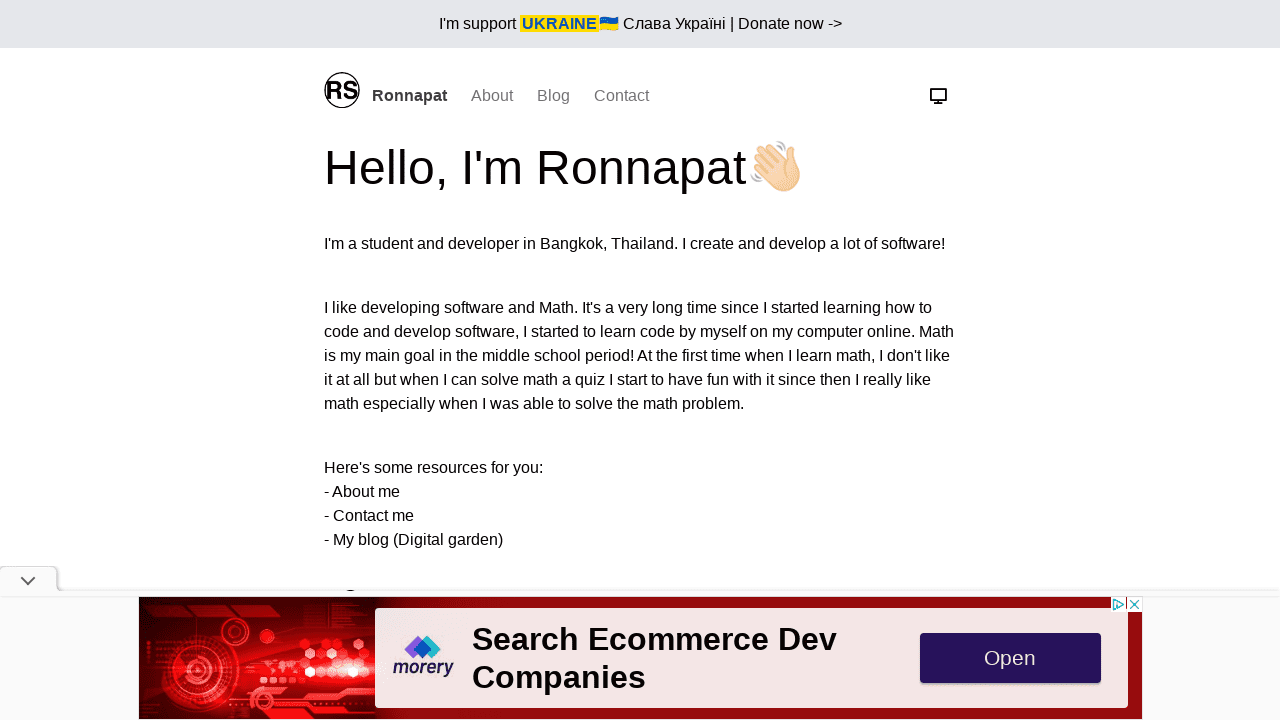 I'm support UKRAINE🇺🇦 Слава Україні | Donate now ->
RS Ronnapat About Blog Contact
Hello, I'm Ronnapat👋🏻
I'm a student and developer in Bangkok, Thailand. I create and develop a lot of software!
I like developing software and Math. It's a very long time since I started learning how to
code and develop software, I started to learn code by myself on my computer online. Math
is my main goal in the middle school period! At the first time when I learn math, I don't like
it at all but when I can solve math a quiz I start to have fun with it since then I really like
math especially when I was able to solve the math problem.
Here's some resources for you:
- About me
- Contact me
- My blog (Digital garden)
morery
Search Ecommerce Dev
Companies
Open